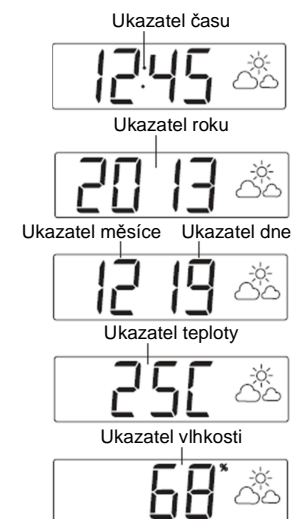 Ukazatel času
12:45
Ukazatel roku
2013
Ukazatel měsíce Ukazatel dne
12 19
Ukazatel teploty
25C
Ukazatel vlhkosti
68%